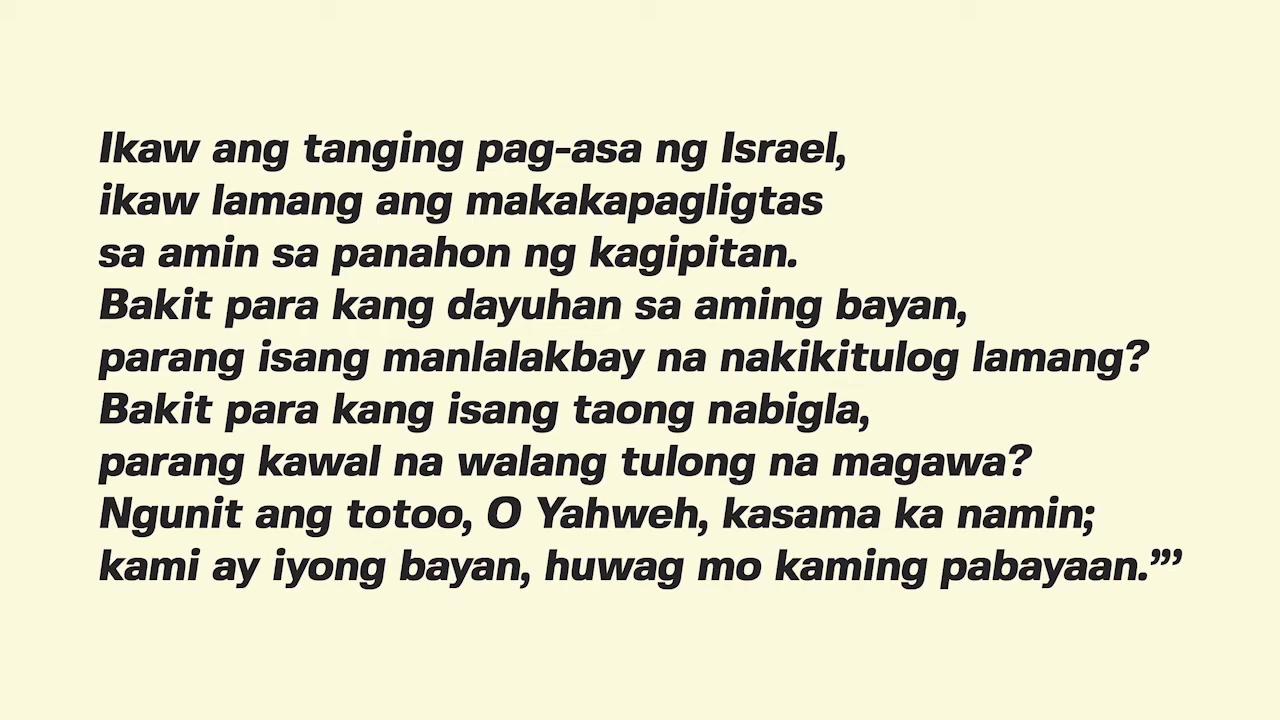 Ikaw ang tanging pag-asa ng Israel,
ikaw lamang ang makakapagligtas
sa amin sa panahon ng kagipitan.
Bakit para kang dayuhan sa aming bayan,
parang isang manlalakbay na nakikitulog lamang?
Bakit para kang isang taong nabigla,
parang kawal na walang tulong na magawa?
Ngunit ang totoo, O Yahweh, kasama ka namin;
kami ay iyong bayan, huwag mo kaming pabayaan.”’